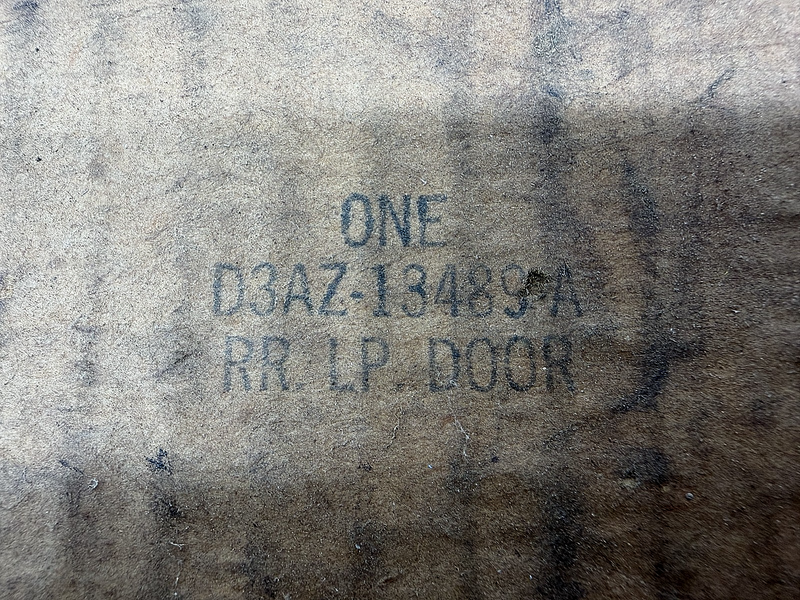 ONE
D3AZ-13489-A
RR. LP. DOOR